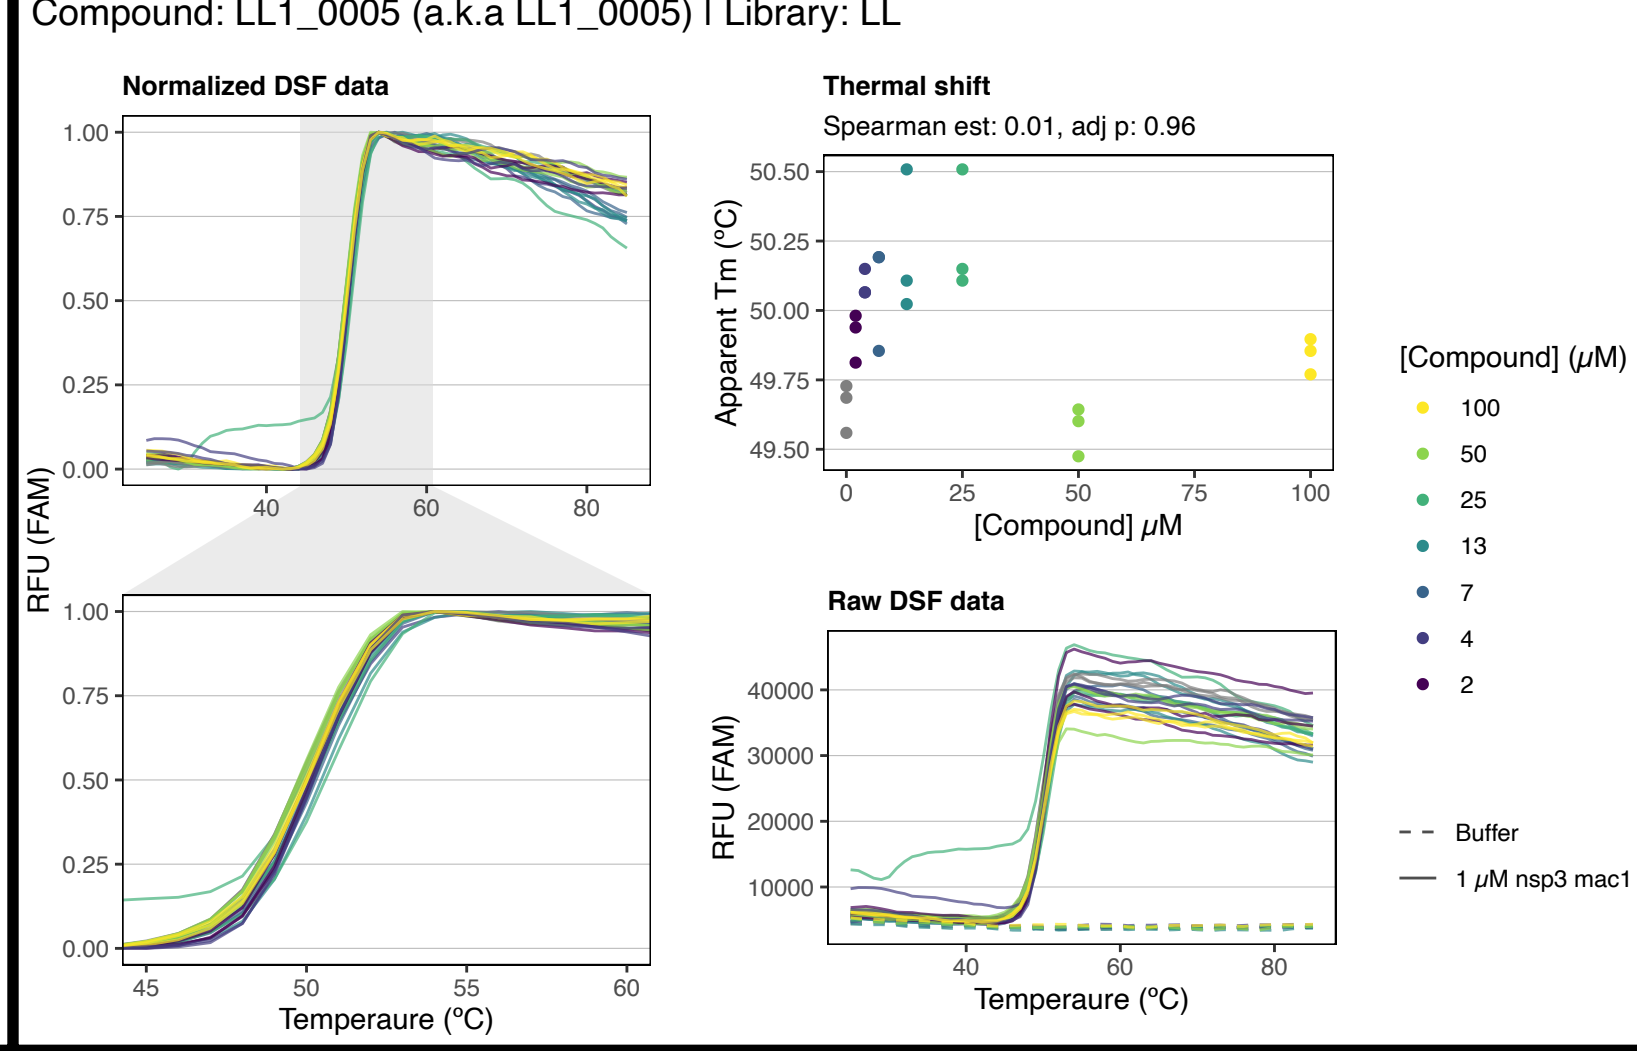 Compound: LL1_0005 (a.k.a LL1_0005) | Library: LL
Normalized DSF data
1.00
0.75
0.50
0.25
0.00
40
60
80
RFU (FAM)
1.00
0.75
0.50
0.25
0.00
45
50
55
60
Temperaure (ºC)
Thermal shift
Spearman est: 0.01, adj p: 0.96
50.50
50.25
50.00
49.75
49.50
Apparent Tm (ºC)
0
25
50
75
100
[Compound] µM
Raw DSF data
40000
30000
20000
10000
RFU (FAM)
40
60
80
Temperaure (ºC)
[Compound] (µM)
100
50
25
13
7
4
2
Buffer
1 µM nsp3 mac1